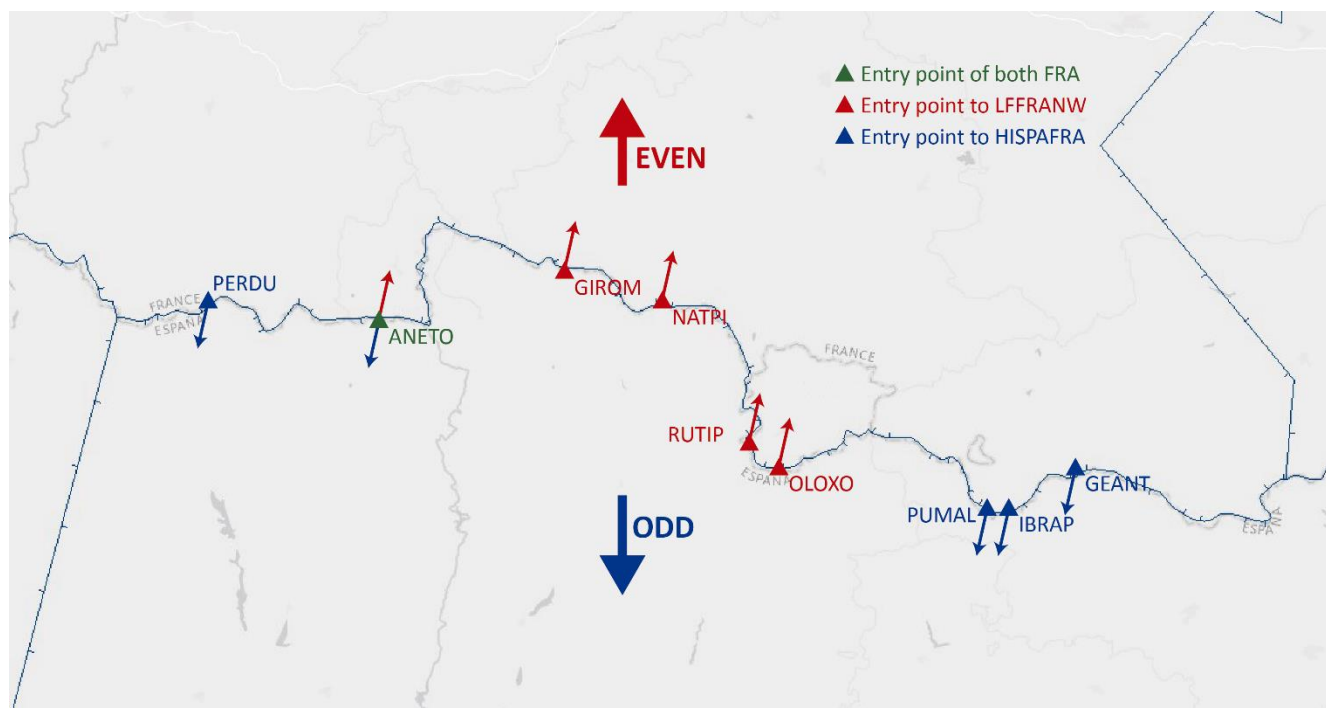 Entry point of both FRA
Entry point to LFFRANW
Entry point to HISPAFRA
EVEN
PERDU
FRANCE
ESPAÑA
ANETO
GIROM
NATPI
FRANCE
RUTIP
ESPAÑA
OLOXO
ODD
PUMAL
IBRAP
GEANT
ESPAÑA